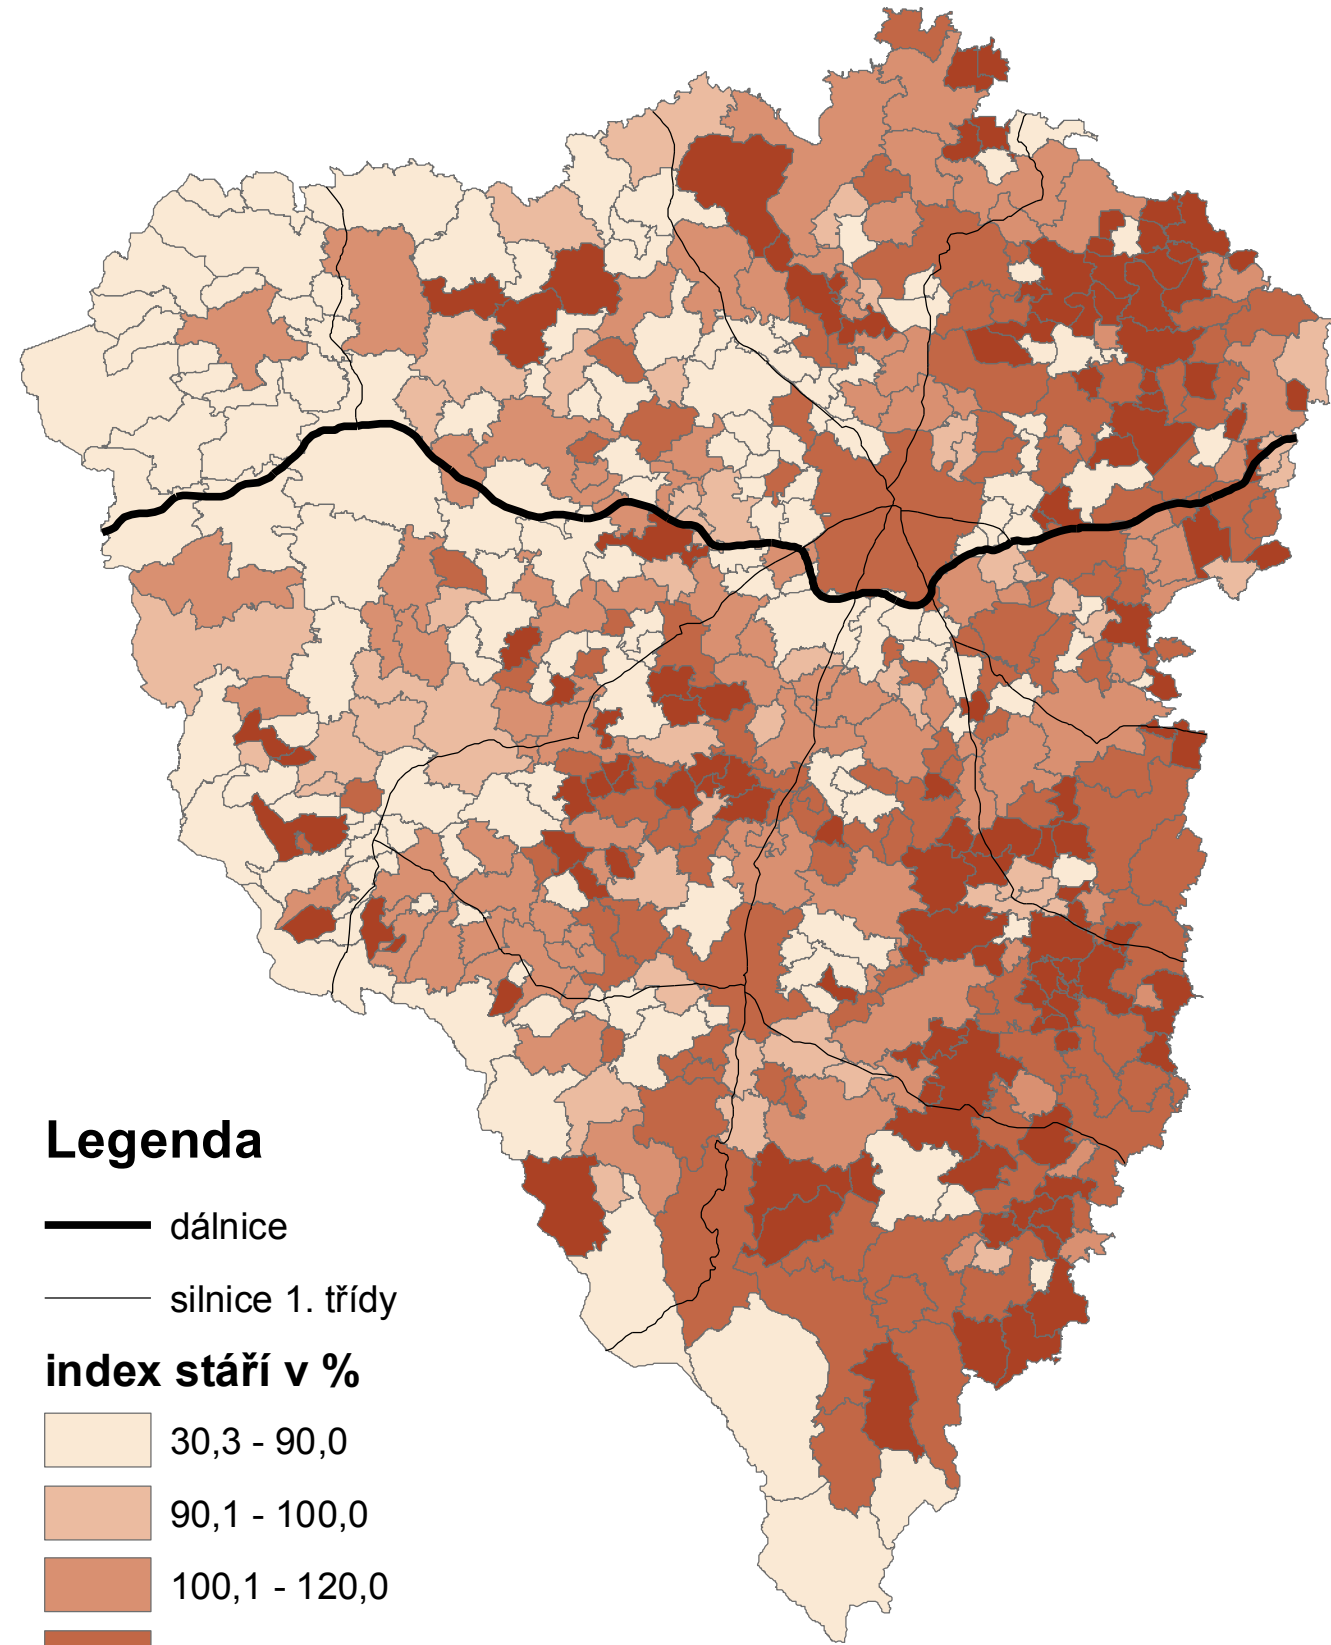 Legenda
dálnice
silnice 1. třídy
index stáří v %
30,3 - 90,0
90,1 - 100,0
100,1 - 120,0